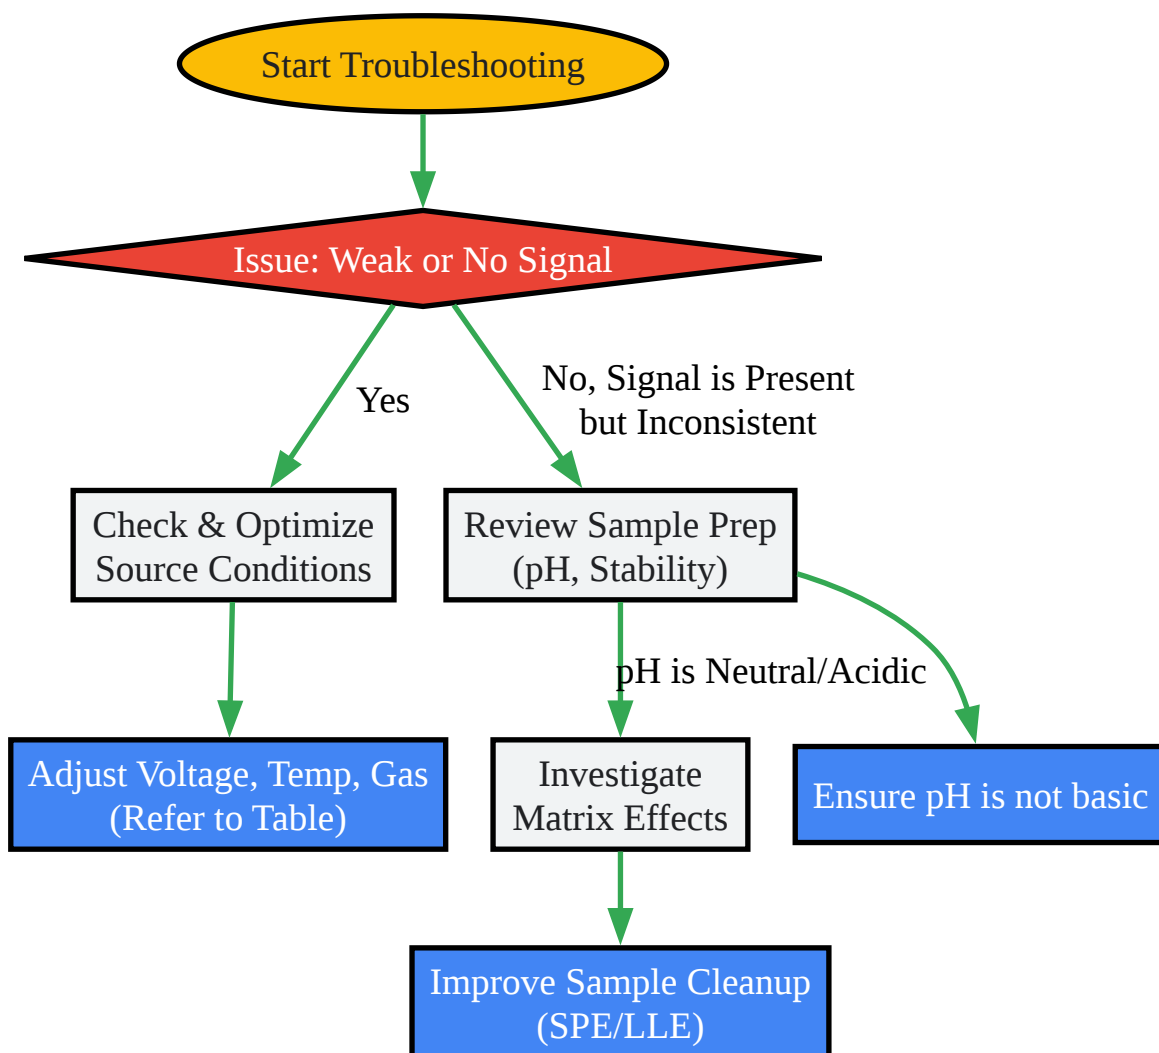 Start Troubleshooting
Issue: Weak or No Signal
Yes
No, Signal is Present
but Inconsistent
Check & Optimize
Source Conditions
Review Sample Prep
(pH, Stability)
pH is Neutral/Acidic
Adjust Voltage, Temp, Gas
(Refer to Table)
Investigate
Matrix Effects
Ensure pH is not basic
Improve Sample Cleanup
(SPE/LLE)